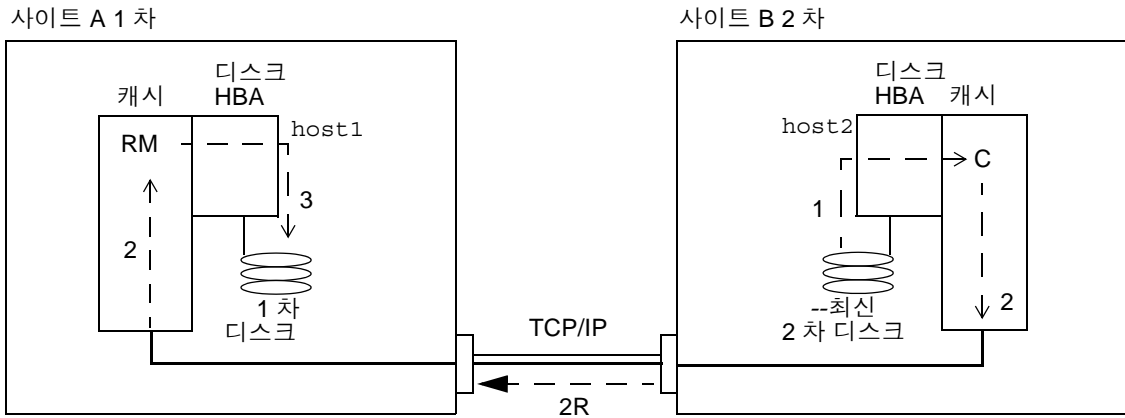 사이트 A 1 차
사이트 B 2 차
디스크
HBA
캐시
RM
host1
3
2
1 차
디스크
TCP/IP
2R
디스크
HBA
캐시
host2
C
1
2
--최신
2 차 디스크